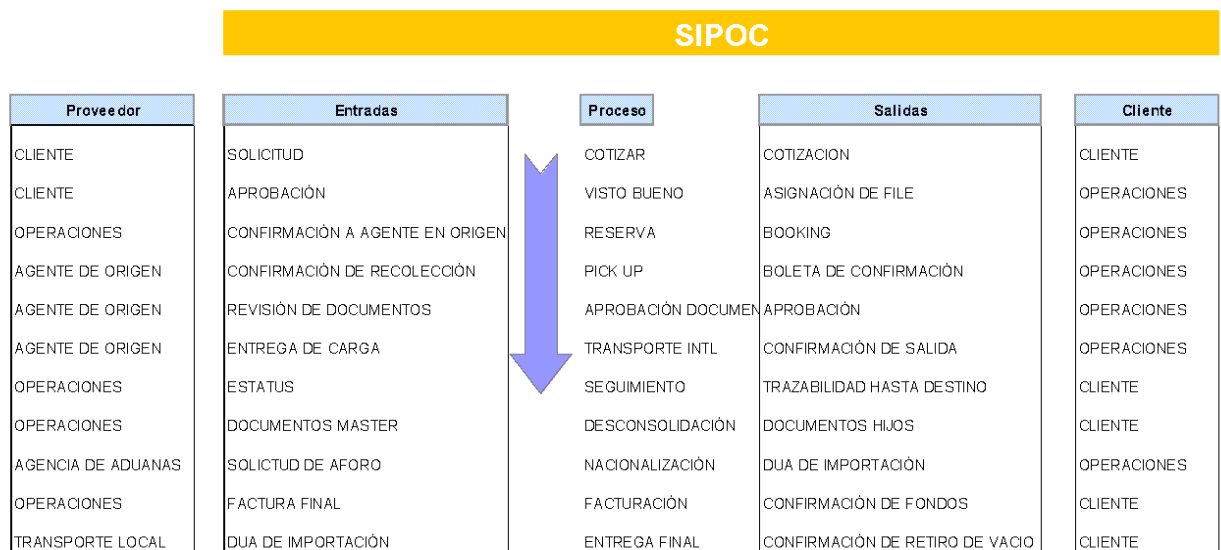 SIPOC
Proveedor Entradas Proceso Salidas Cliente
CLIENTE SOLICITUD COTIZAR COTIZACION CLIENTE
CLIENTE APROBACIÓN VISTO BUENO ASIGNACIÓN DE FILE OPERACIONES
OPERACIONES CONFIRMACIÓN A AGENTE EN ORIGEN RESERVA BOOKING OPERACIONES
AGENTE DE ORIGEN CONFIRMACIÓN DE RECOLECCIÓN PICK UP BOLETA DE CONFIRMACIÓN OPERACIONES
AGENTE DE ORIGEN REVISIÓN DE DOCUMENTOS APROBACIÓN DOCUMEN APROBACIÓN OPERACIONES
AGENTE DE ORIGEN ENTREGA DE CARGA TRANSPORTE INTL CONFIRMACIÓN DE SALIDA OPERACIONES
OPERACIONES ESTATUS SEGUIMIENTO TRAZABILIDAD HASTA DESTINO CLIENTE
OPERACIONES DOCUMENTOS MASTER DESCONSOLIDACIÓN DOCUMENTOS HIJOS CLIENTE
AGENCIA DE ADUANAS SOLICTUD DE AFORO NACIONALIZACIÓN DUA DE IMPORTACIÓN OPERACIONES
OPERACIONES FACTURA FINAL FACTURACIÓN CONFIRMACIÓN DE FONDOS CLIENTE
TRANSPORTE LOCAL DUA DE IMPORTACIÓN ENTREGA FINAL CONFIRMACIÓN DE RETIRO DE VACIO CLIENTE